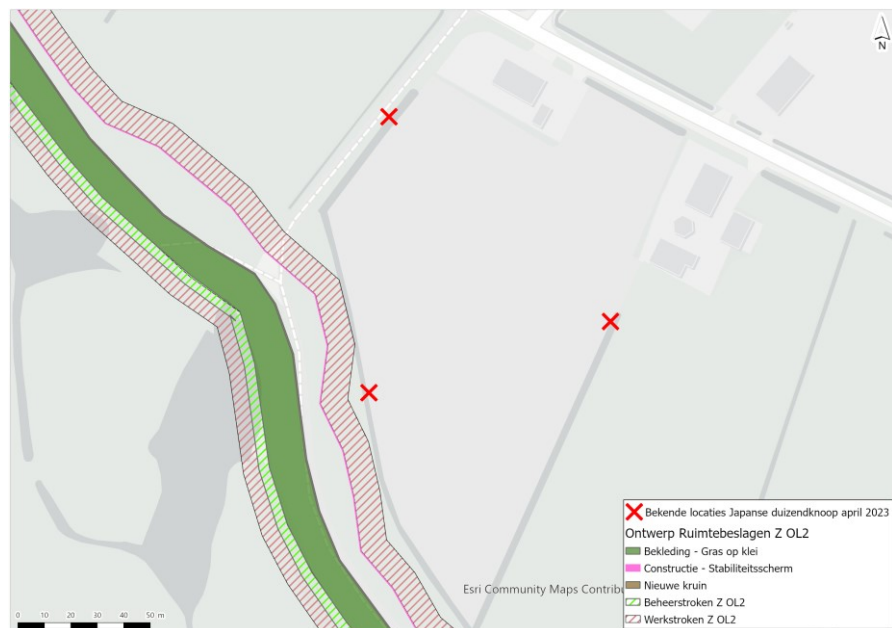 N
Bekende locaties Japanse duizendknoop april 2023
Ontwerp Ruimtebeslagen Z OL2
Bekleding - Gras op klei
Constructie - Stabiliteitsscherm
Nieuwe kruin
Beheerstroken Z OL2
Werkstroken Z OL2
Esri Community Maps Contribu
0 10 20 30 40 50 m